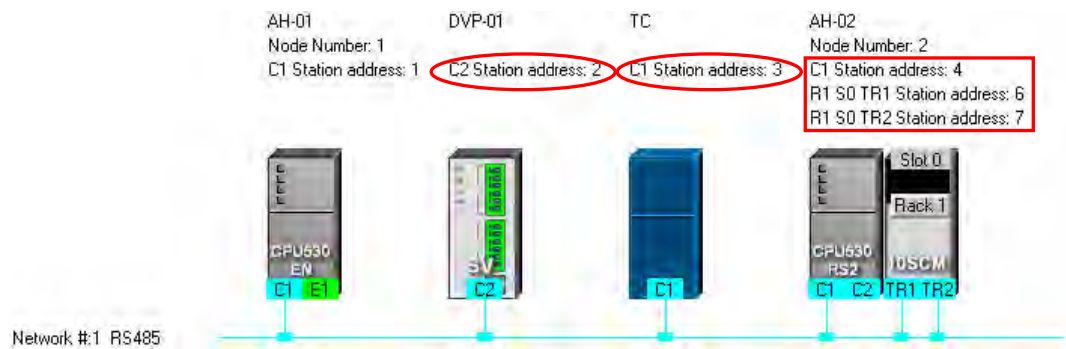 AH-01
Node Number: 1
C1 Station address: 1
DVP-01
C2 Station address: 2
TC
C1 Station address: 3
AH-02
Node Number: 2
C1 Station address: 4
R1 S0 TR1 Station address: 6
R1 S0 TR2 Station address: 7
CPU530
EN
C1 E1
SV
C2
C1
CPU530
RS2
C1 C2
Slot 0
Rack 1
10SCM
TR1 TR2
Network #:1 RS485